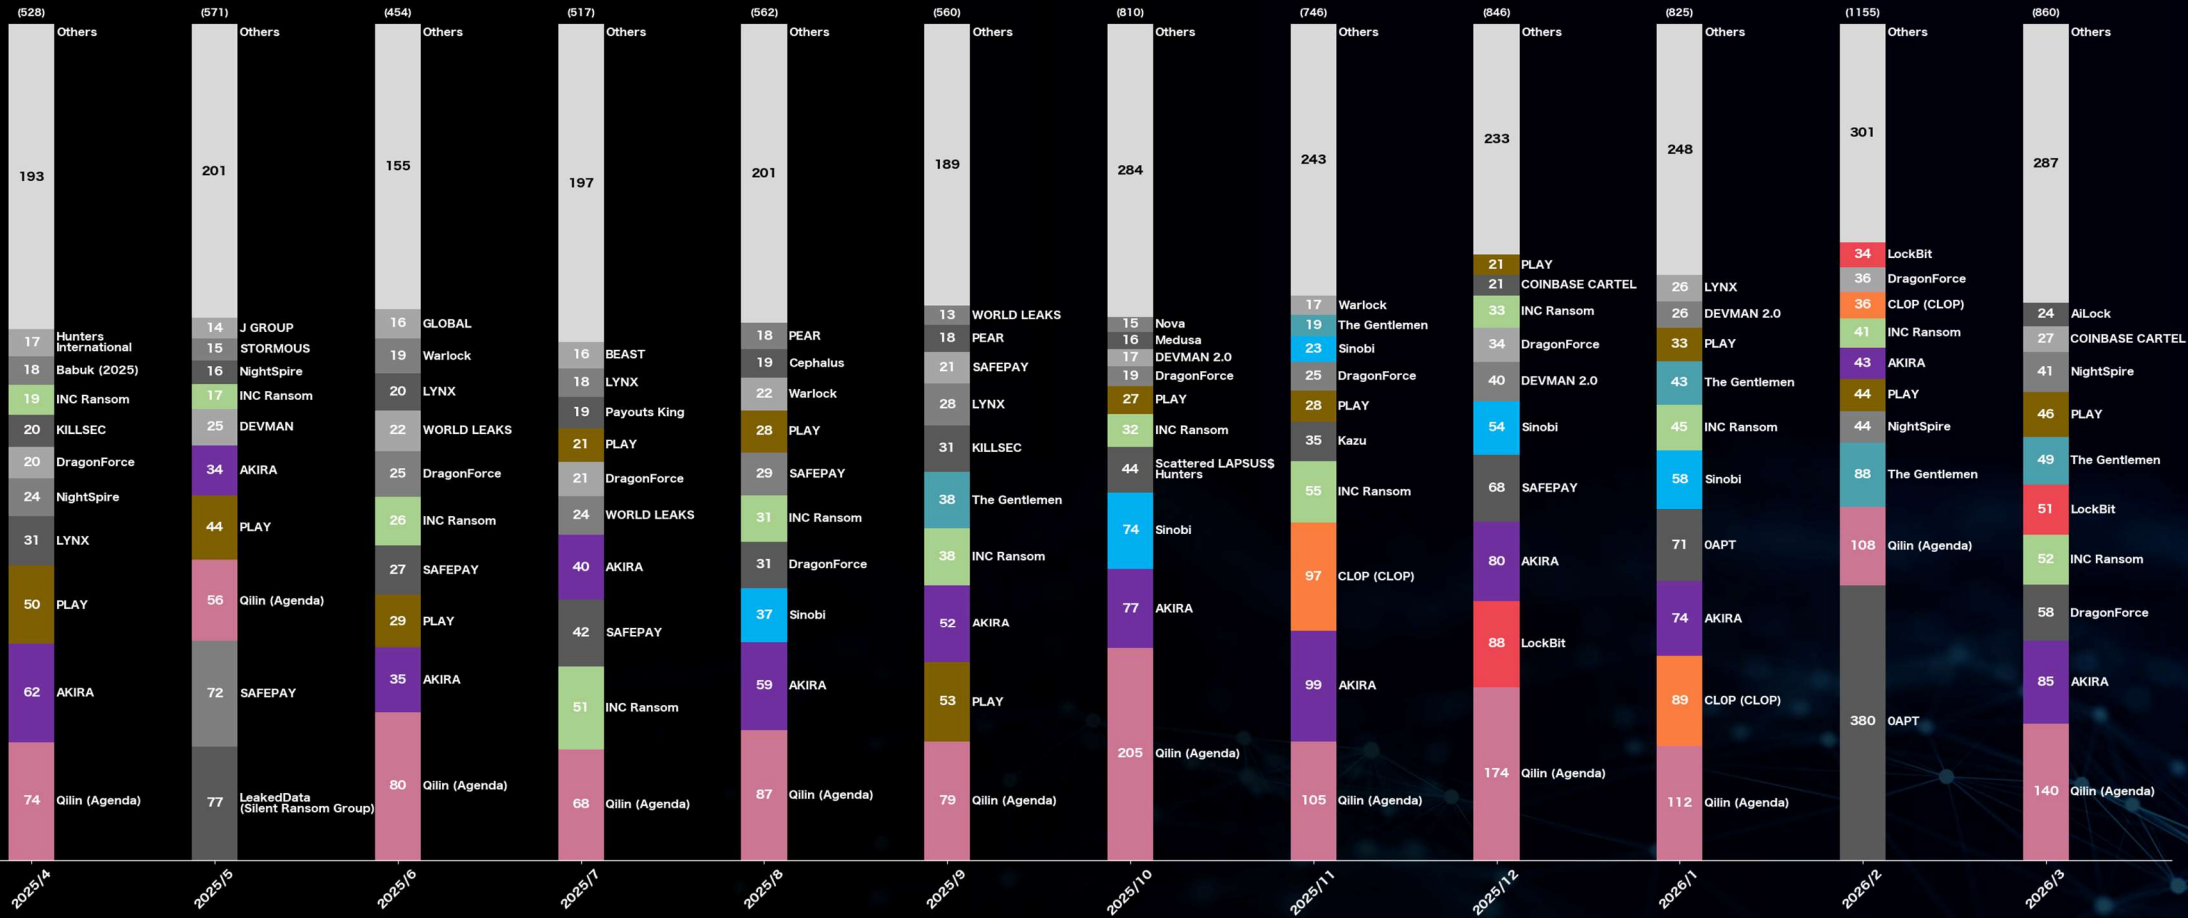 (528)
Others
193
17 Hunters
International
18 Babuk (2025)
19 INC Ransom
20 KILLSEC
20 DragonForce
24 NightSpire
31 LYNX
50 PLAY
62 AKIRA
74 Qilin (Agenda)
2025/4
(571)
Others
201
14 J GROUP
15 STORMOUS
16 NightSpire
17 INC Ransom
25 DEVMAN
34 AKIRA
44 PLAY
56 Qilin (Agenda)
72 SAFEPAY
77 LeakedData
(Silent Ransom Group)
2025/5
(454)
Others
155
16 GLOBAL
19 Warlock
20 LYNX
22 WORLD LEAKS
25 DragonForce
26 INC Ransom
27 SAFEPAY
29 PLAY
35 AKIRA
80 Qilin (Agenda)
2025/6
(517)
Others
197
16 BEAST
18 LYNX
19 Payouts King
21 PLAY
21 DragonForce
24 WORLD LEAKS
40 AKIRA
42 SAFEPAY
51 INC Ransom
68 Qilin (Agenda)
2025/7
(562)
Others
201
18 PEAR
19 Cephalus
22 Warlock
28 PLAY
29 SAFEPAY
31 INC Ransom
31 DragonForce
37 Sinobi
59 AKIRA
87 Qilin (Agenda)
2025/8
(560)
Others
189
13 WORLD LEAKS
18 PEAR
21 SAFEPAY
28 LYNX
31 KILLSEC
38 The Gentlemen
38 INC Ransom
52 AKIRA
53 PLAY
79 Qilin (Agenda)
2025/9
(810)
Others
284
15 Nova
16 Medusa
17 DEVMAN 2.0
19 DragonForce
27 PLAY
32 INC Ransom
44 Scattered LAPSUS$
Hunters
74 Sinobi
77 AKIRA
205 Qilin (Agenda)
2025/10
(746)
Others
243
17 Warlock
19 The Gentlemen
23 Sinobi
25 DragonForce
28 PLAY
35 Kazu
55 INC Ransom
97 CL0P (CLOP)
99 AKIRA
105 Qilin (Agenda)
2025/11
(846)
Others
233
21 PLAY
21 COINBASE CARTEL
33 INC Ransom
34 DragonForce
40 DEVMAN 2.0
54 Sinobi
68 SAFEPAY
80 AKIRA
88 LockBit
174 Qilin (Agenda)
2025/12
(825)
Others
248
26 LYNX
26 DEVMAN 2.0
33 PLAY
43 The Gentlemen
45 INC Ransom
58 Sinobi
71 0APT
74 AKIRA
89 CL0P (CLOP)
112 Qilin (Agenda)
2026/1
(1155)
Others
301
34 LockBit
36 DragonForce
36 CL0P (CLOP)
41 INC Ransom
43 AKIRA
44 PLAY
44 NightSpire
88 The Gentlemen
108 Qilin (Agenda)
380 0APT
2026/2
(860)
Others
287
24 AiLock
27 COINBASE CARTEL
41 NightSpire
46 PLAY
49 The Gentlemen
51 LockBit
52 INC Ransom
58 DragonForce
85 AKIRA
140 Qilin (Agenda)
2026/3